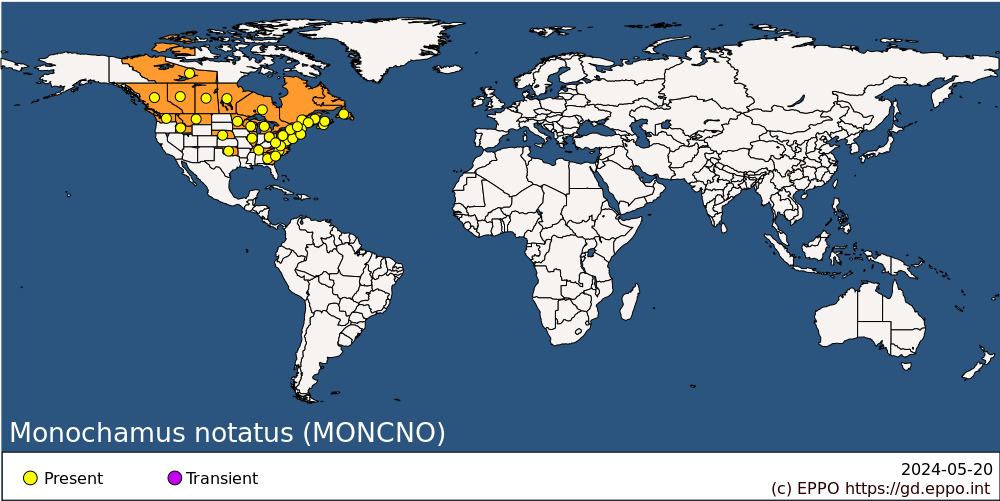 Monochamus notatus (MONCNO)
Present
Transient
2024-05-20
(c) EPPO https://gd.eppo.int